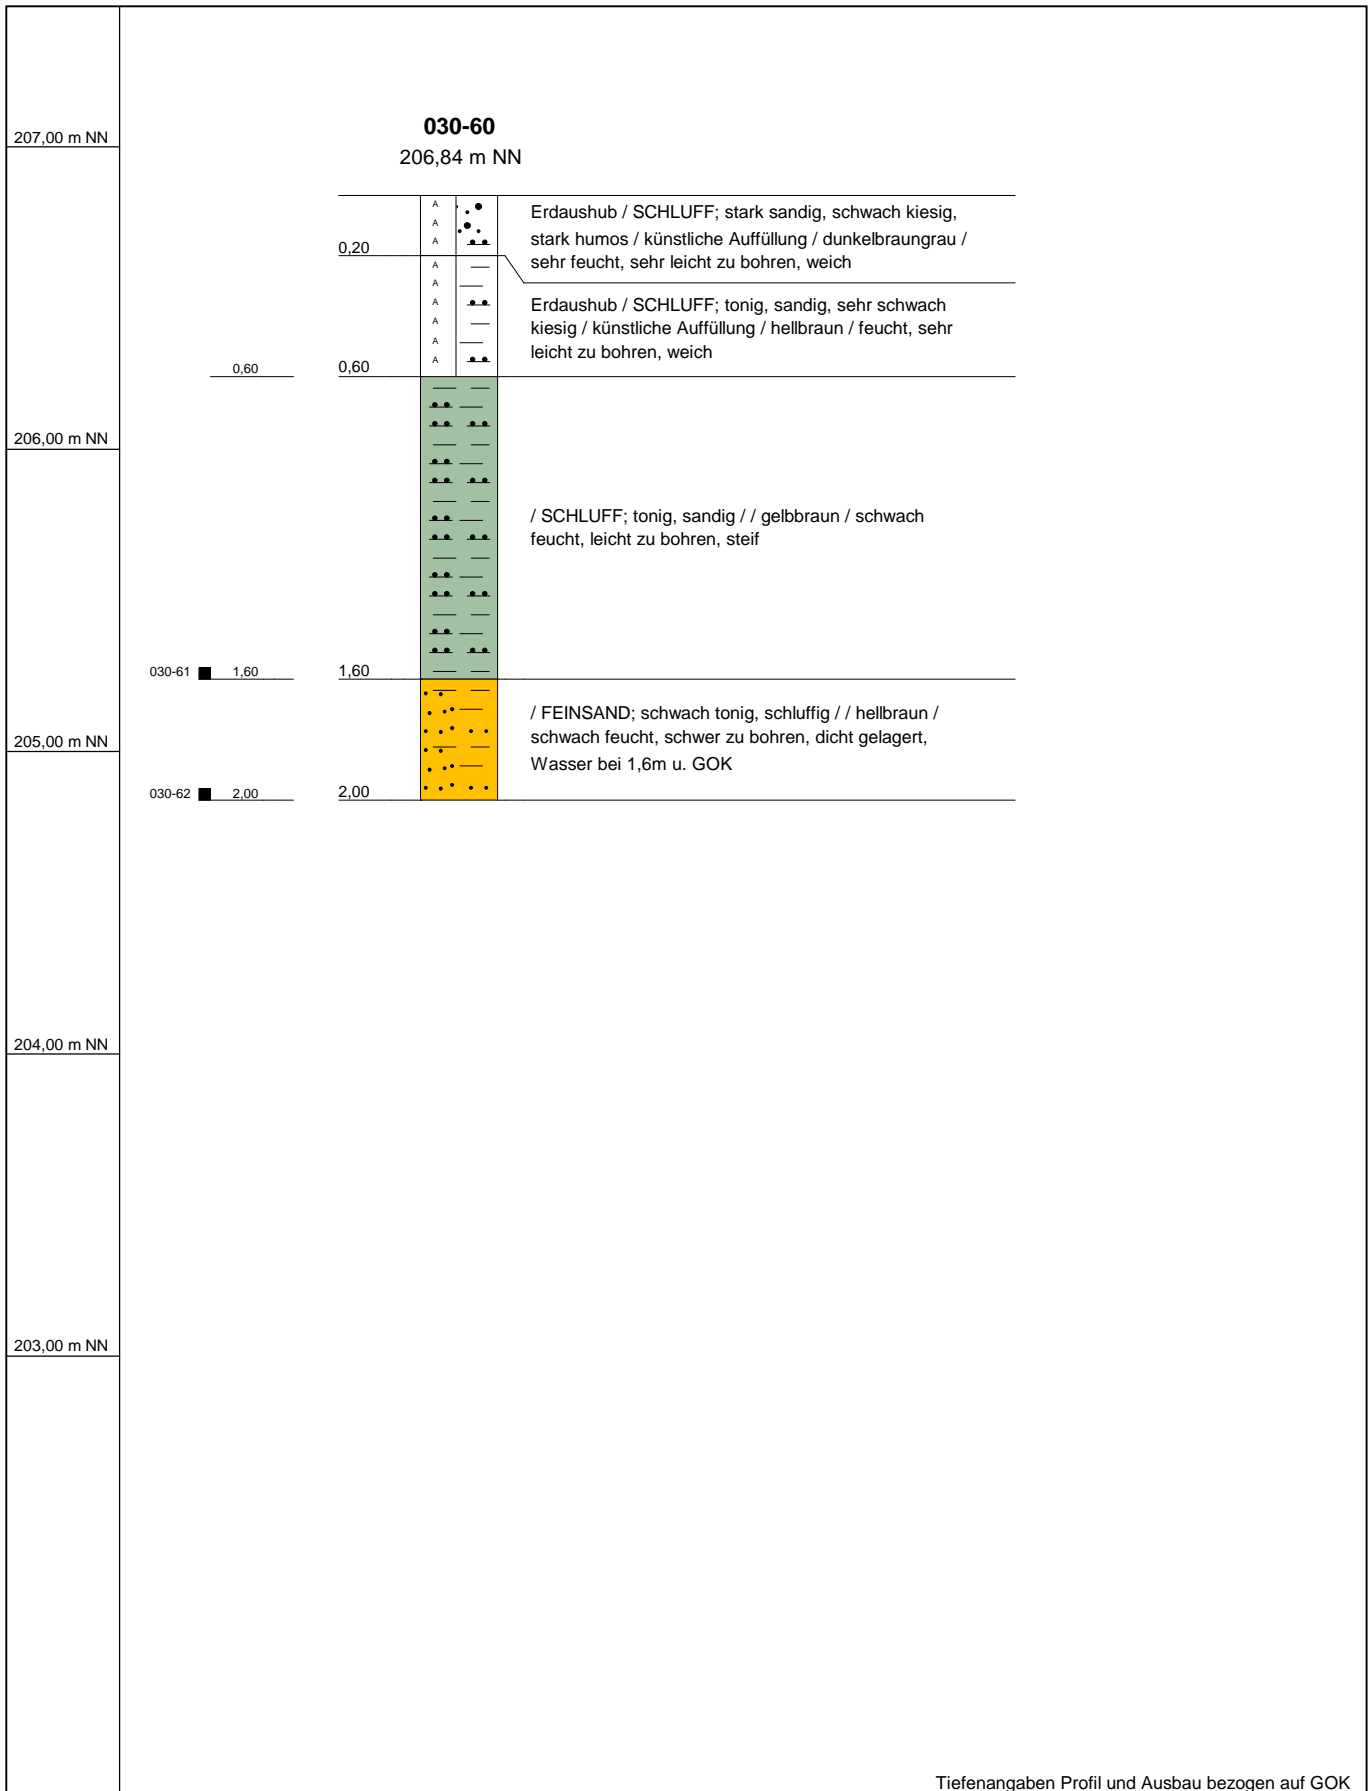 207,00 m NN
030-60
206,84 m NN
A
A
A
Erdaushub / SCHLUFF; stark sandig, schwach kiesig,
stark humos / künstliche Auffüllung / dunkelbraungrau /
sehr feucht, sehr leicht zu bohren, weich
0,20
A
A
A
A
A
A
Erdaushub / SCHLUFF; tonig, sandig, sehr schwach
kiesig / künstliche Auffüllung / hellbraun / feucht, sehr
leicht zu bohren, weich
0,60 0,60
206,00 m NN
/ SCHLUFF; tonig, sandig / / gelbbraun / schwach
feucht, leicht zu bohren, steif
030-61 1,60 1,60
/ FEINSAND; schwach tonig, schluffig / / hellbraun /
schwach feucht, schwer zu bohren, dicht gelagert,
Wasser bei 1,6m u. GOK
205,00 m NN
030-62 2,00 2,00
204,00 m NN
203,00 m NN
Tiefenangaben Profil und Ausbau bezogen auf GOK